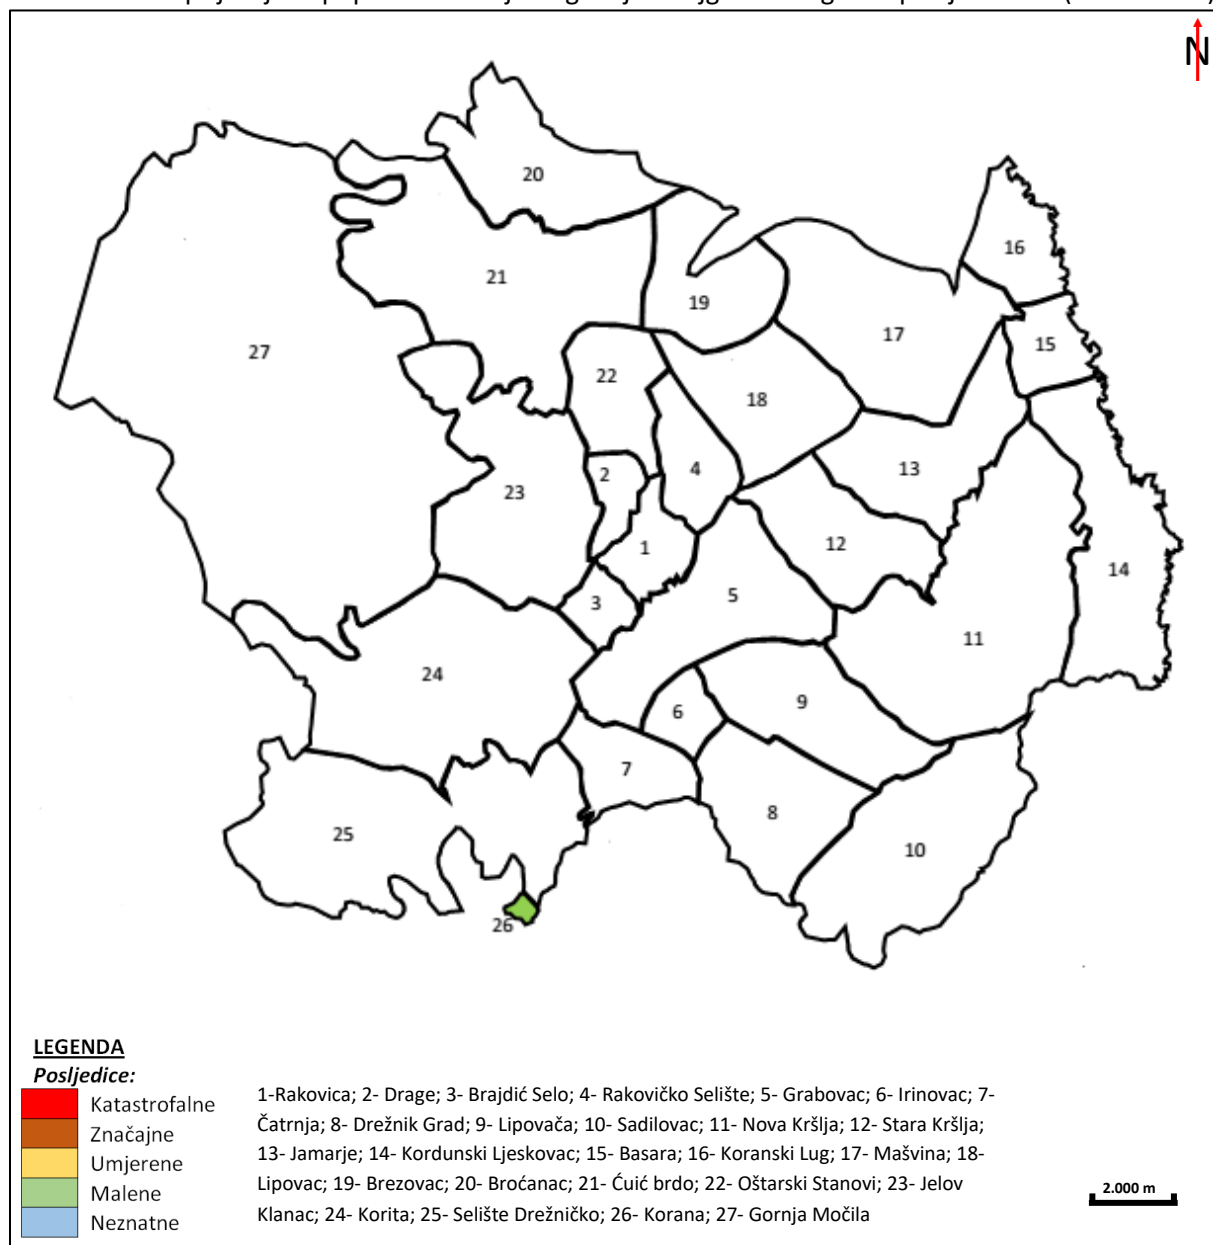 N
20
16
21
19
17
15
27
22
18
4
13
2
23
1
12
14
3
5
11
24
6
9
7
8
25
10
26
LEGENDA
Posljedice:
Katastrofalne
Značajne
Umjerene
Malene
Neznatne
1-Rakovica; 2- Drage; 3- Brajdić Selo; 4- Rakovičko Selište; 5- Grabovac; 6- Irinovac; 7-
Čatrnja; 8- Drežnik Grad; 9- Lipovača; 10- Sadilovac; 11- Nova Kršlja; 12- Stara Kršlja;
13- Jamarje; 14- Kordunski Ljeskovac; 15- Basara; 16- Koranski Lug; 17- Mašvina; 18-
Lipovac; 19- Brezovac; 20- Broćanac; 21- Ćuić brdo; 22- Oštarski Stanovi; 23- Jelov
Klanac; 24- Korita; 25- Selište Drežničko; 26- Korana; 27- Gornja Močila
2.000 m